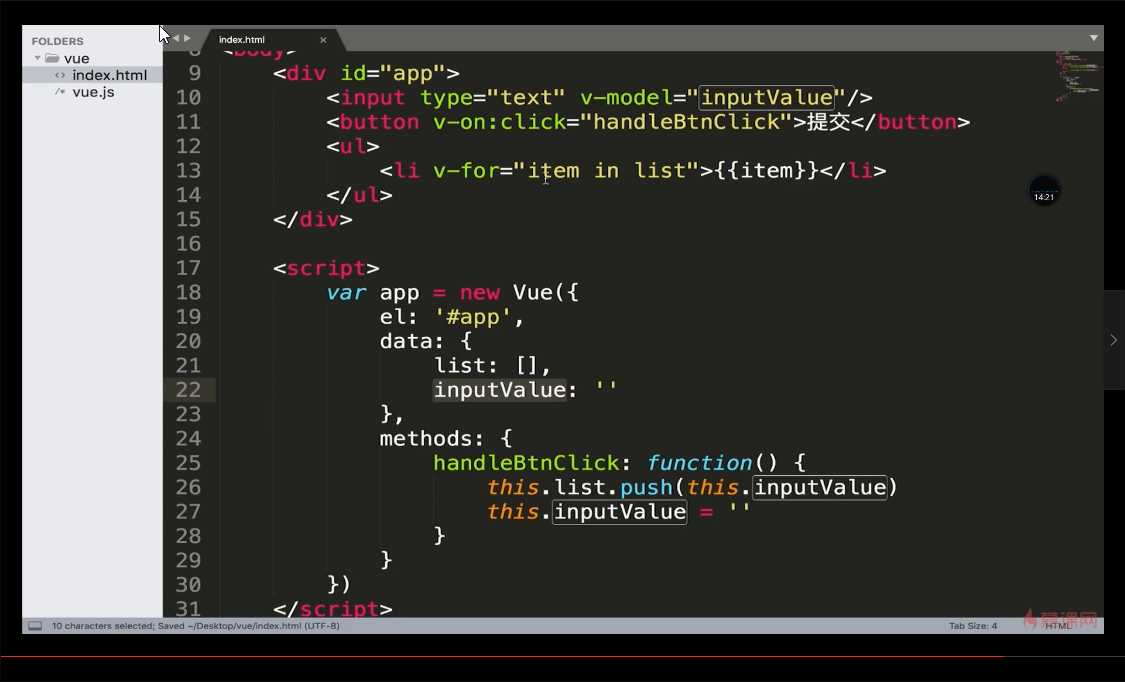 FOLDERS
vue
<> index.html
/* vue.js
index.html ×
8 <body>
9 <div id="app">
10 <input type="text" v-model="inputValue"/>
11 <button v-on:click="handleBtnClick">提交</button>
12 <ul>
13 <li v-for="item in list">{{item}}</li>
14 </ul>
15 </div>
16
17 <script>
18 var app = new Vue({
19 el: '#app',
20 data: {
21 list: [],
22 inputValue: ''
23 },
24 methods: {
25 handleBtnClick: function() {
26 this.list.push(this.inputValue)
27 this.inputValue = ''
28 }
29 }
30 })
31 </script>
14:21
10 characters selected; Saved ~/Desktop/vue/index.html (UTF-8)
Tab Size: 4
HTML
慕课网